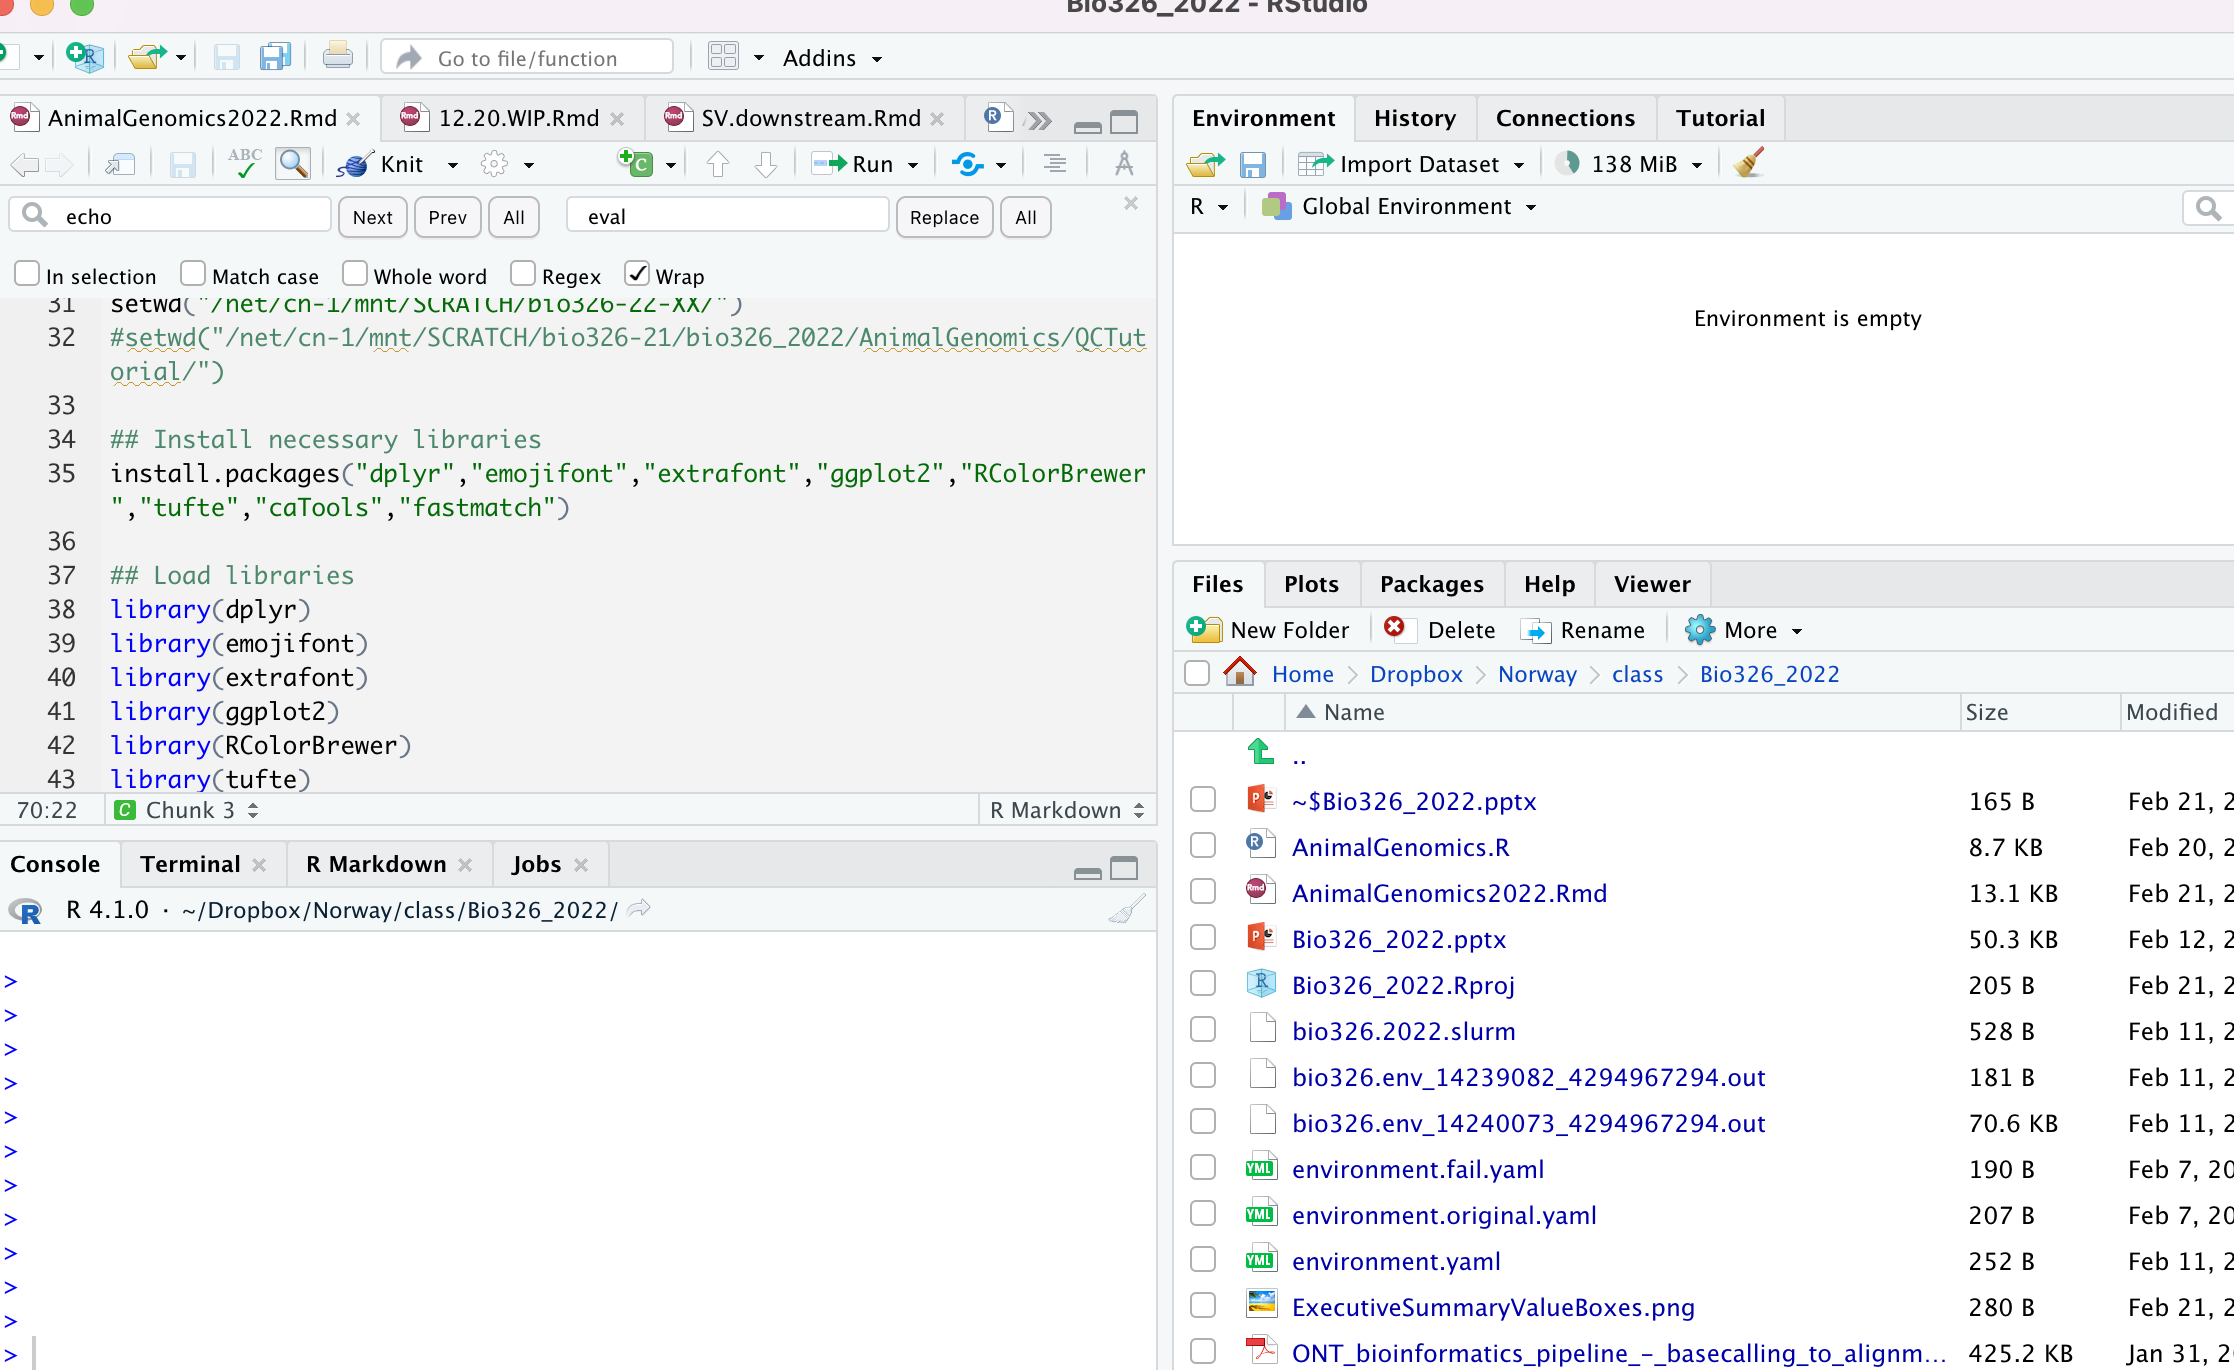 Bio326_2022 - RStudio
Go to file/function
Addins
AnimalGenomics2022.Rmd
12.20.WIP.Rmd
SV.downstream.Rmd
ABC
Knit
Run
echo
Next
Prev
All
eval
Replace
All
In selection
Match case
Whole word
Regex
Wrap
31 setwd("/net/cn-1/mnt/SCRATCH/bio326-22-XX/")
32 #setwd("/net/cn-1/mnt/SCRATCH/bio326-21/bio326_2022/AnimalGenomics/QCTut
orial/")
33
34 ## Install necessary libraries
35 install.packages("dplyr","emojifont","extrafont","ggplot2","RColorBrewer
","tufte","caTools","fastmatch")
36
37 ## Load libraries
38 library(dplyr)
39 library(emojifont)
40 library(extrafont)
41 library(ggplot2)
42 library(RColorBrewer)
43 library(tufte)
70:22 C Chunk 3 R Markdown
Console Terminal R Markdown Jobs
R 4.1.0 · ~/Dropbox/Norway/class/Bio326_2022/
>
>
>
>
>
>
>
>
>
>
>
>
Environment History Connections Tutorial
Import Dataset 138 MiB
R Global Environment
Environment is empty
Files Plots Packages Help Viewer
New Folder Delete Rename More
Home Dropbox Norway class Bio326_2022
Name Size Modified
..
~$Bio326_2022.pptx 165 B Feb 21, 2
AnimalGenomics.R 8.7 KB Feb 20, 2
AnimalGenomics2022.Rmd 13.1 KB Feb 21, 2
Bio326_2022.pptx 50.3 KB Feb 12, 2
Bio326_2022.Rproj 205 B Feb 21, 2
bio326.2022.slurm 528 B Feb 11, 2
bio326.env_14239082_4294967294.out 181 B Feb 11, 2
bio326.env_14240073_4294967294.out 70.6 KB Feb 11, 2
environment.fail.yaml 190 B Feb 7, 20
environment.original.yaml 207 B Feb 7, 20
environment.yaml 252 B Feb 11, 2
ExecutiveSummaryValueBoxes.png 280 B Feb 21, 2
ONT_bioinformatics_pipeline_-_basecalling_to_alignm... 425.2 KB Jan 31, 2